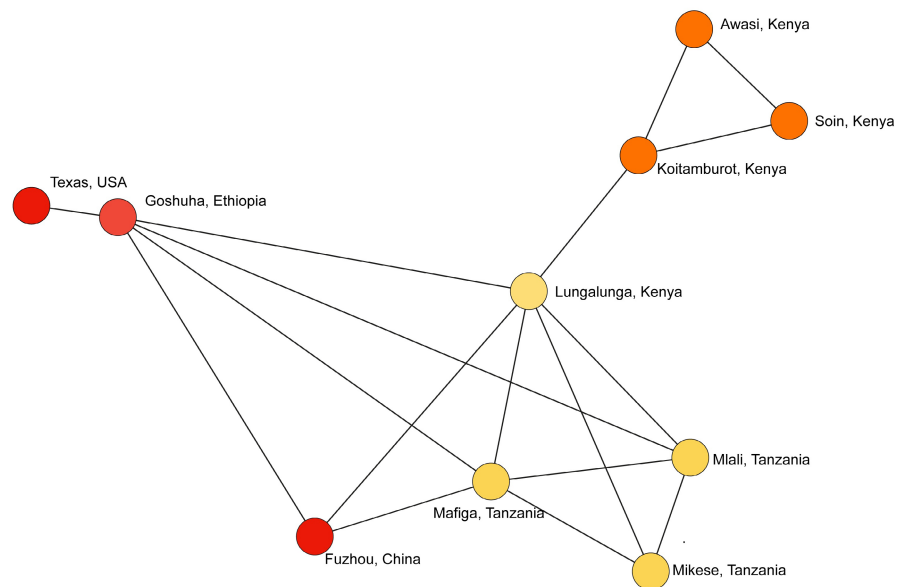 Awasi, Kenya
Soin, Kenya
Koitamburot, Kenya
Texas, USA
Goshuha, Ethiopia
Lungalunga, Kenya
Mlali, Tanzania
Mafiga, Tanzania
Fuzhou, China
Mikese, Tanzania